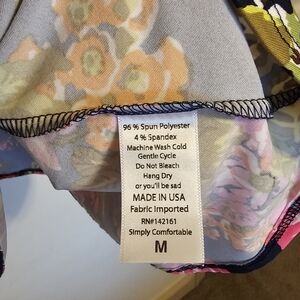 96 % Spun Polyester
4 % Spandex
Machine Wash Cold
Gentle Cycle
Do Not Bleach
Hang Dry
or you'll be sad
MADE IN USA
Fabric Imported
RN#142161
Simply Comfortable
M